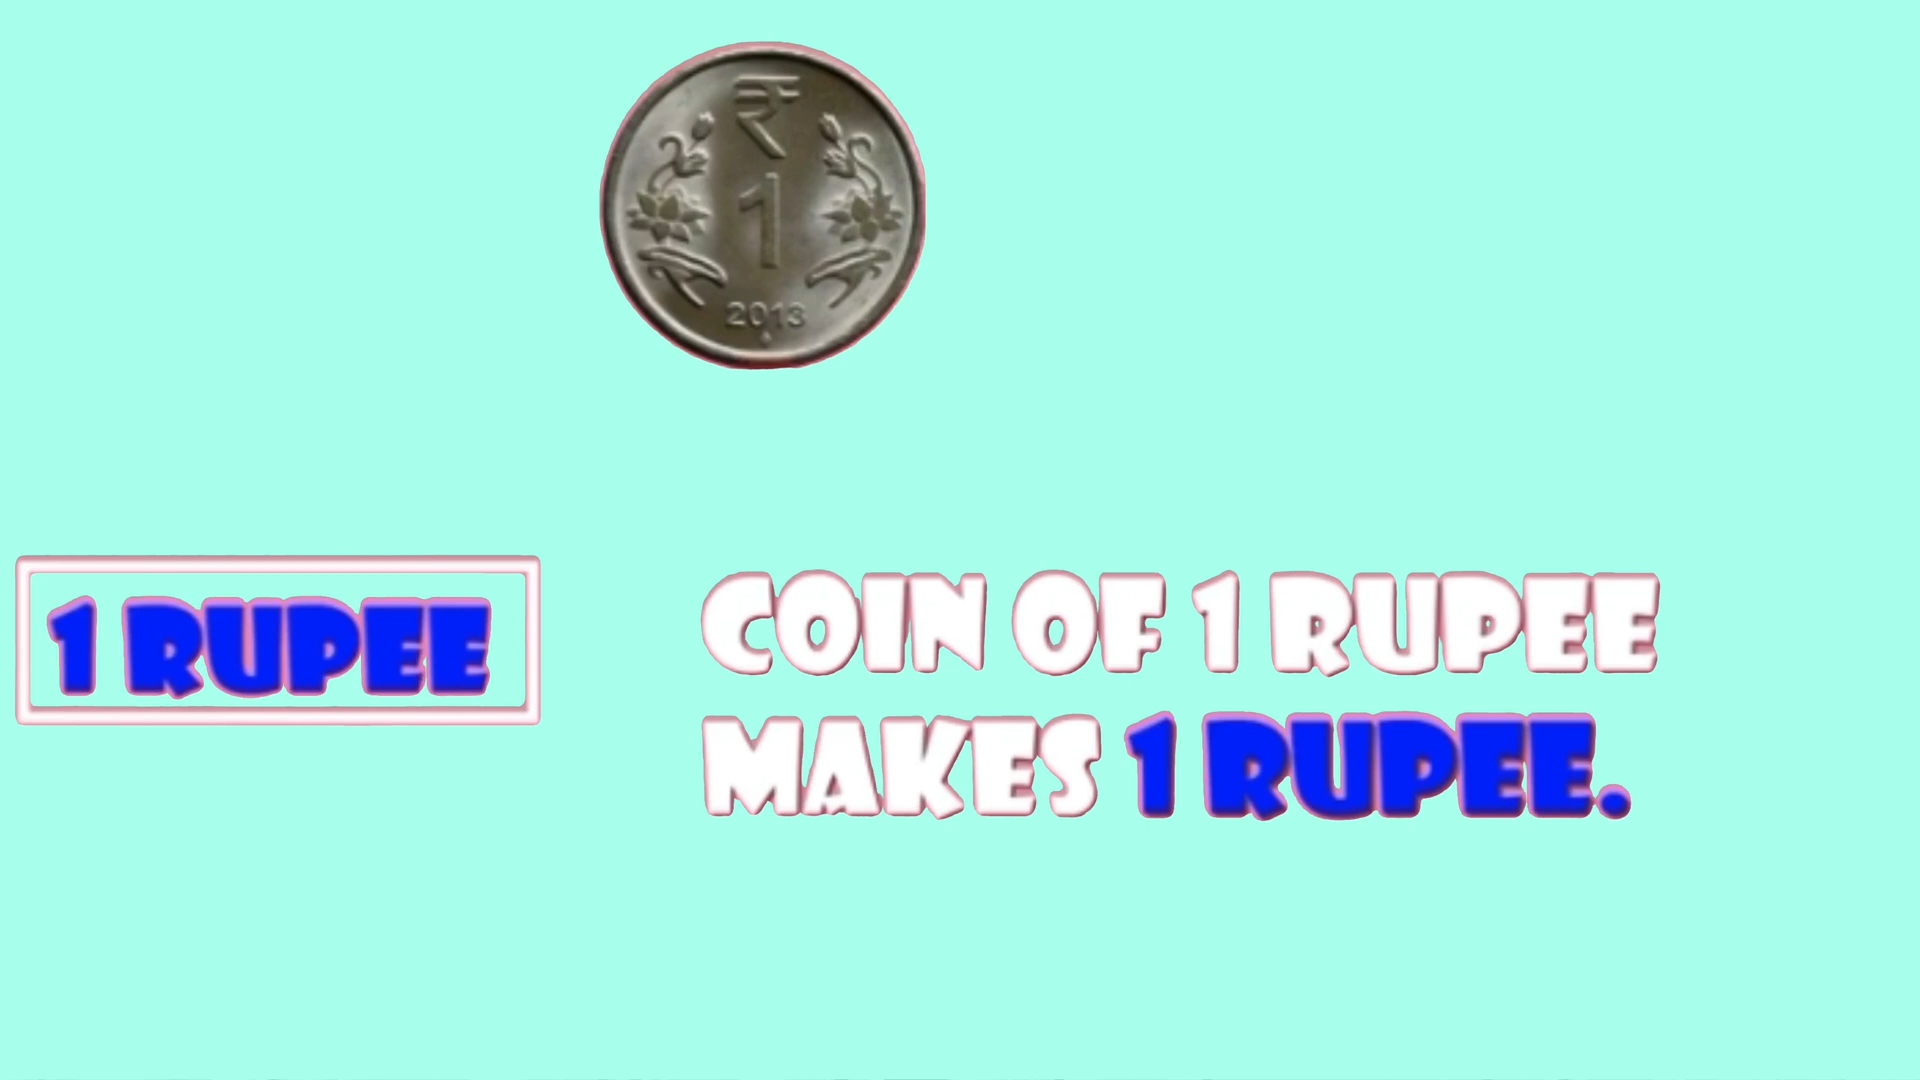 ₹
1
2013
1 RUPEE
COIN OF 1 RUPEE
MAKES 1 RUPEE.